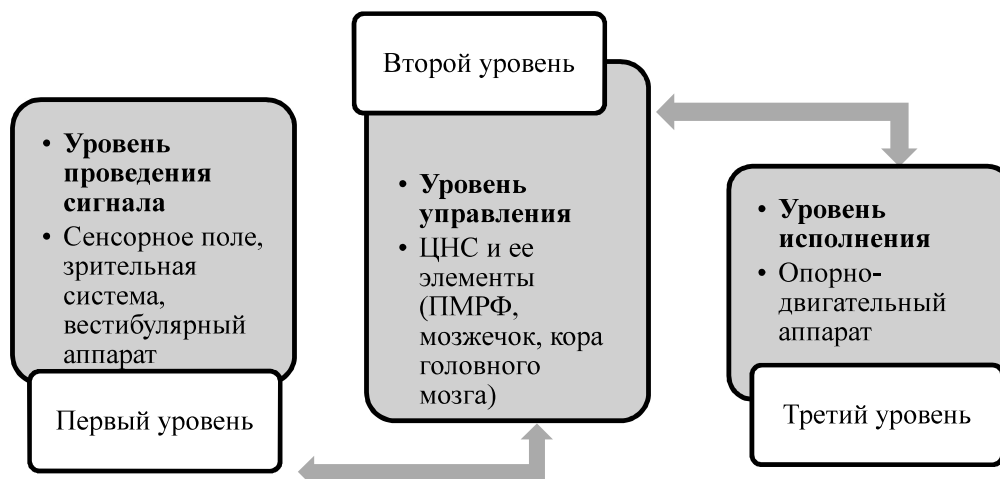 • Уровень
проведения
сигнала
• Сенсорное поле,
зрительная
система,
вестибулярный
аппарат
Первый уровень
Второй уровень
• Уровень
управления
• ЦНС и ее
элементы
(ПМРФ,
мозжечок, кора
головного
мозга)
• Уровень
исполнения
• Опорно-
двигательный
аппарат
Третий уровень